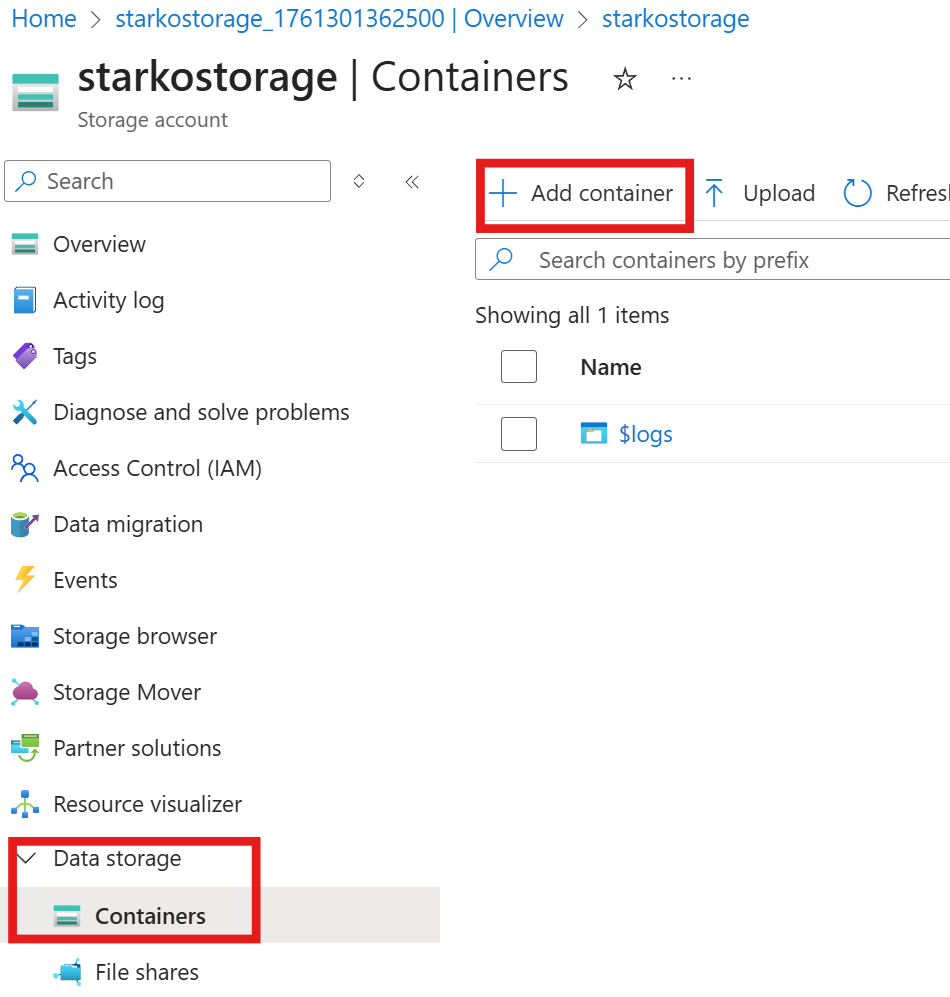 Home > starkostorage_1761301362500 | Overview > starkostorage
starkostorage | Containers
Storage account
Search
Overview
Activity log
Tags
Diagnose and solve problems
Access Control (IAM)
Data migration
Events
Storage browser
Storage Mover
Partner solutions
Resource visualizer
Data storage
Containers
File shares
Add container Upload Refresh
Search containers by prefix
Showing all 1 items
Name
$logs